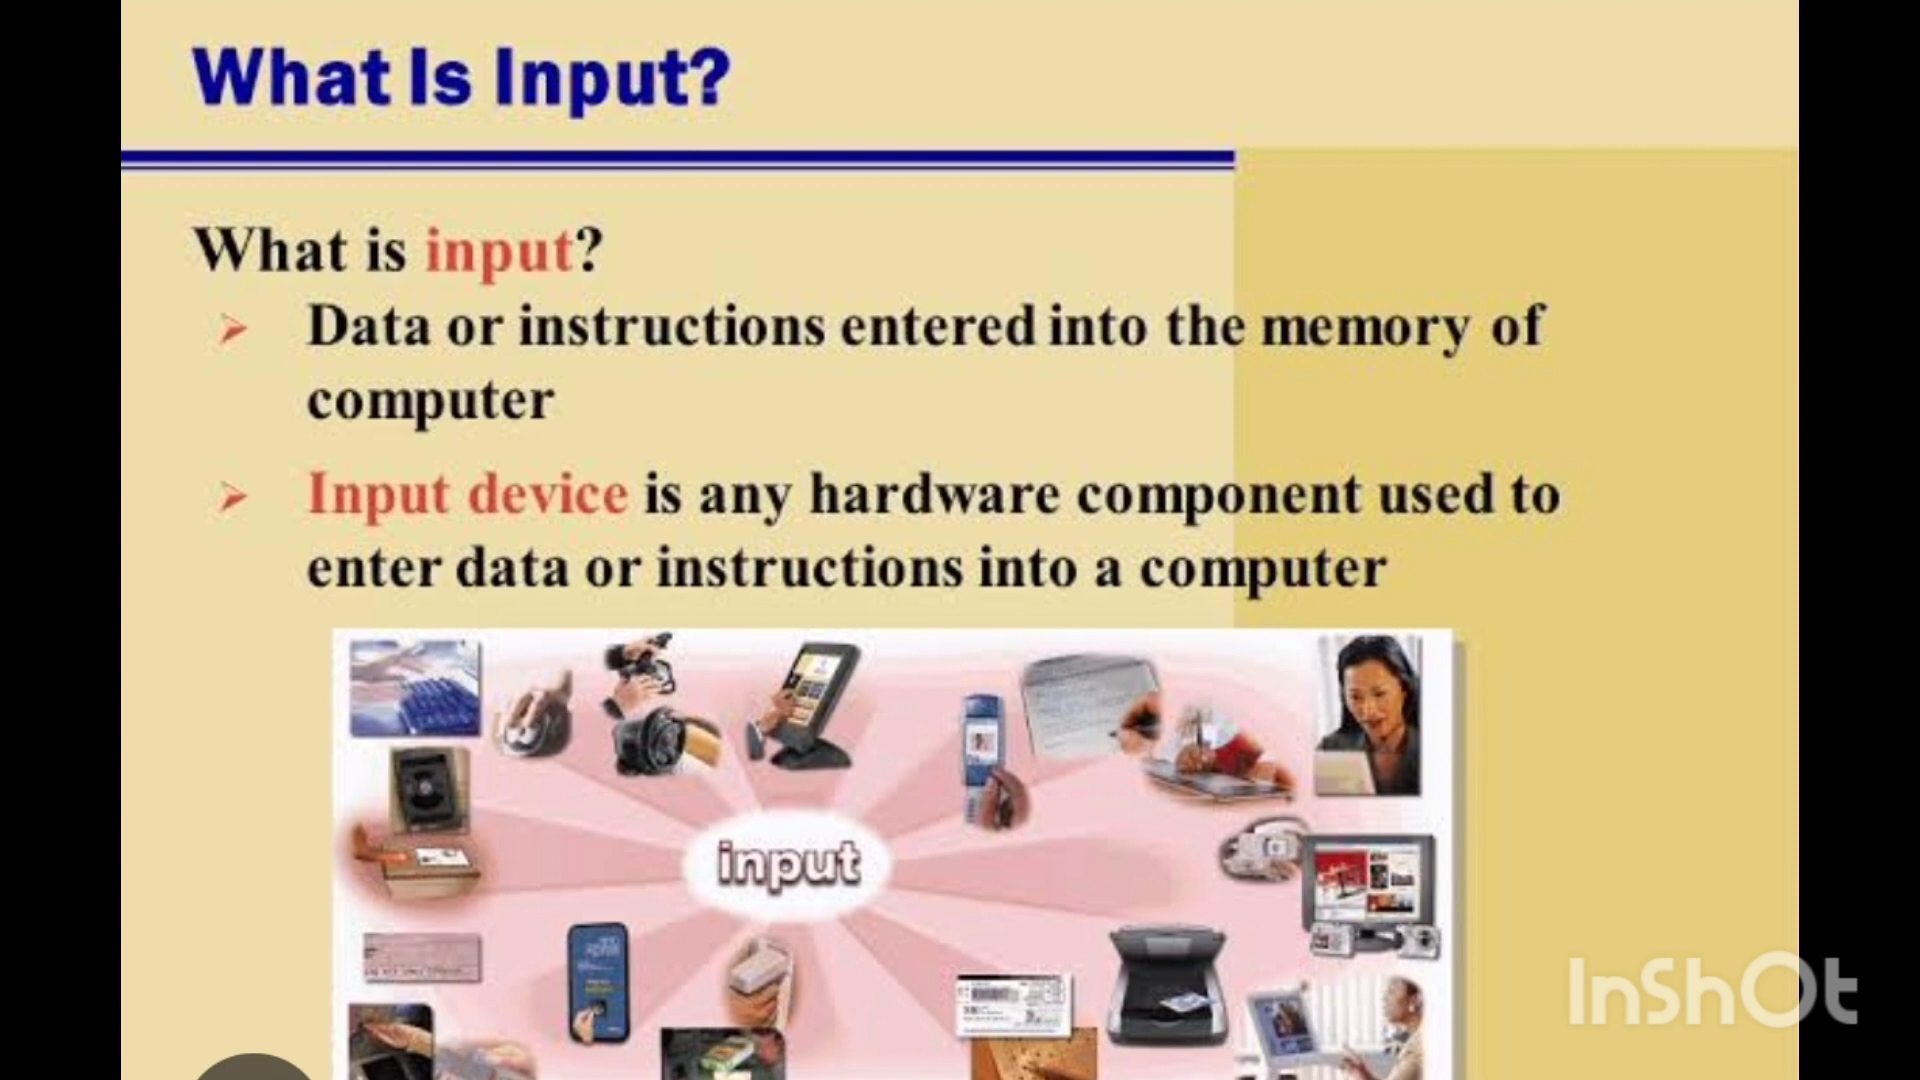 What Is Input?
What is input?
Data or instructions entered into the memory of
computer
Input device is any hardware component used to
enter data or instructions into a computer
input
InShOt